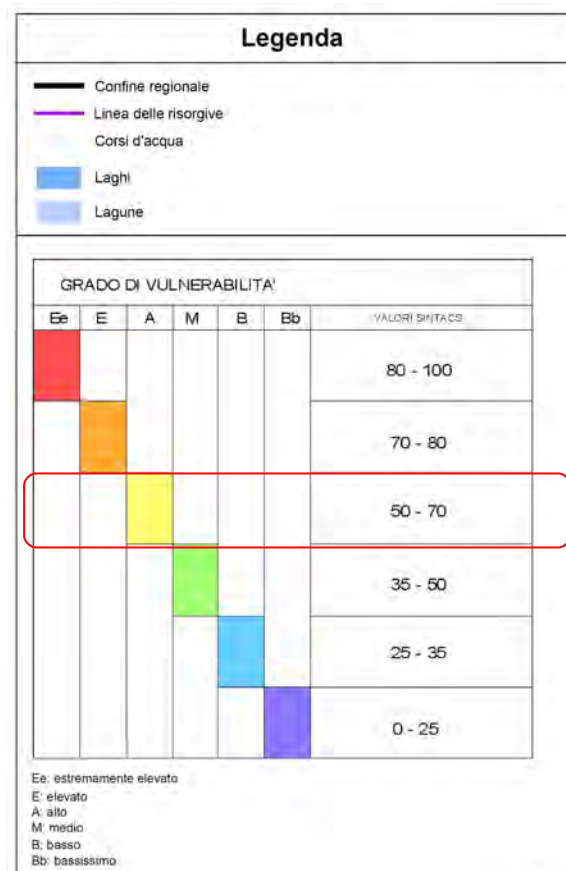 Legenda
Confine regionale
Linea delle risorgive
Corsi d'acqua
Laghi
Lagune
GRADO DI VULNERABILITA'
Ee E A M B Bb VALORI SINTACS
80 - 100
70 - 80
50 - 70
35 - 50
25 - 35
0 - 25
Ee: estremamente elevato
E: elevato
A: alto
M: medio
B: basso
Bb: bassissimo